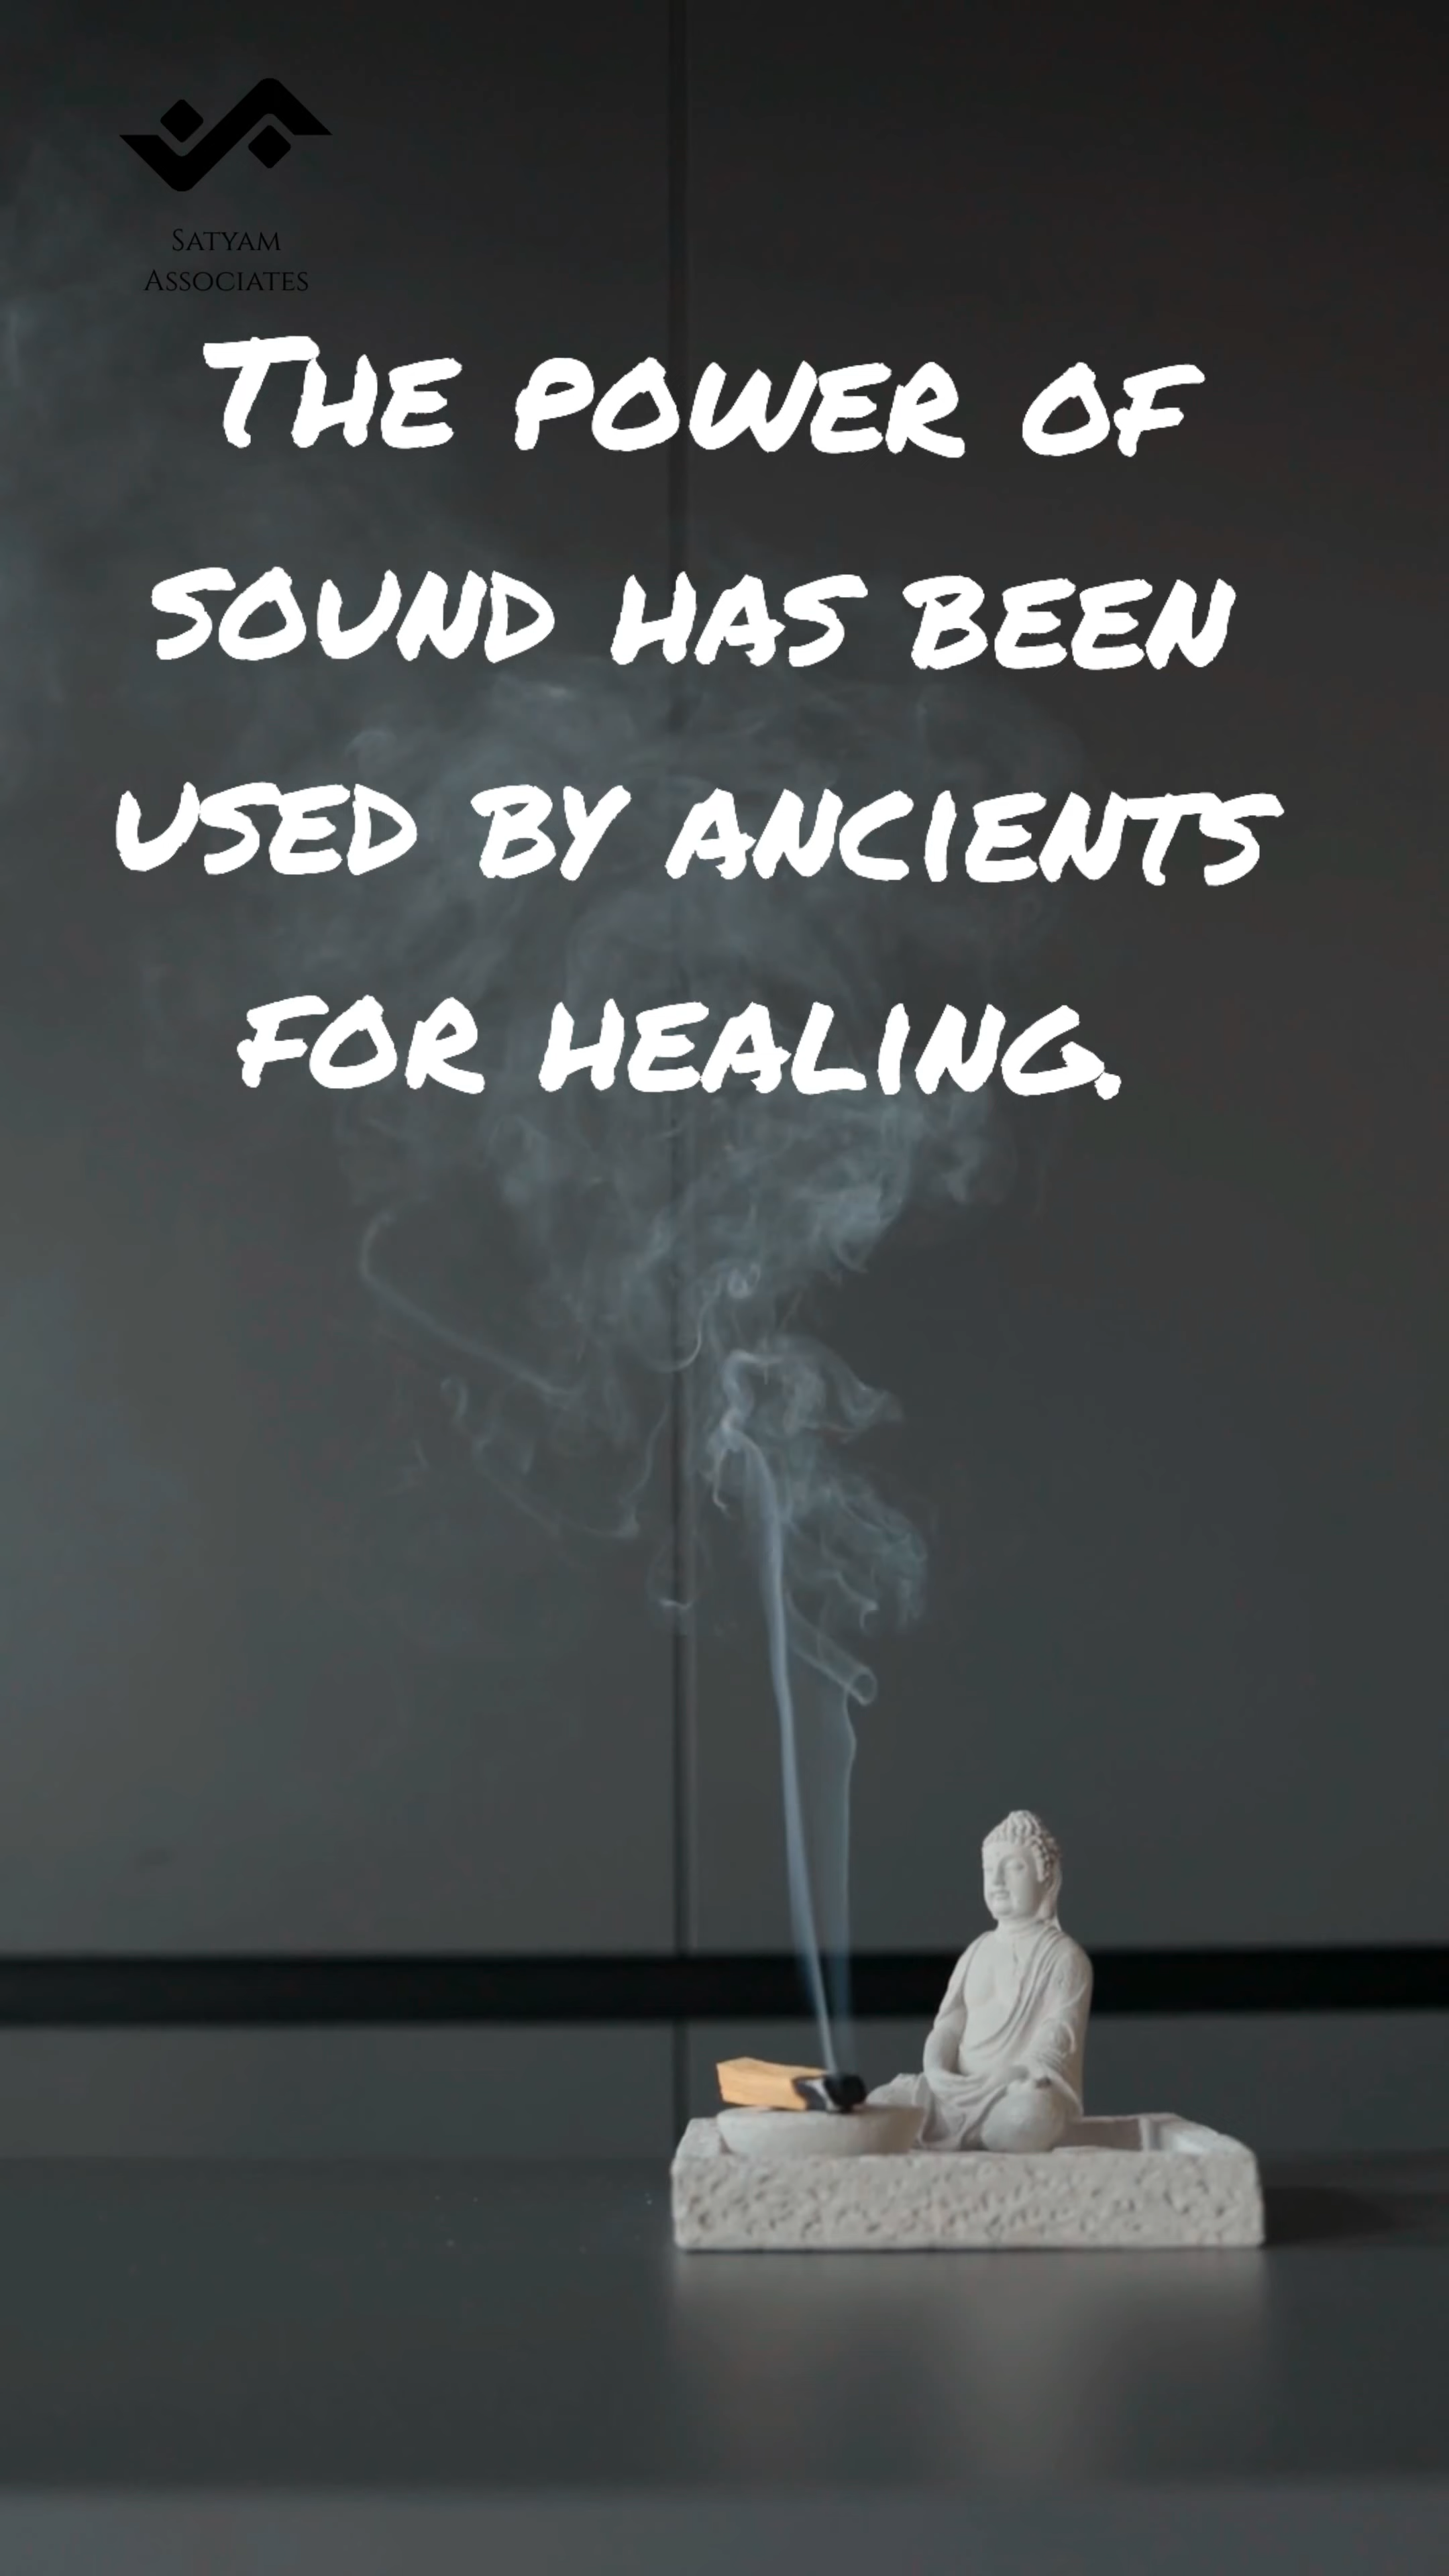 Satyam
Associates
The power of
sound has been
used by ancients
for healing.